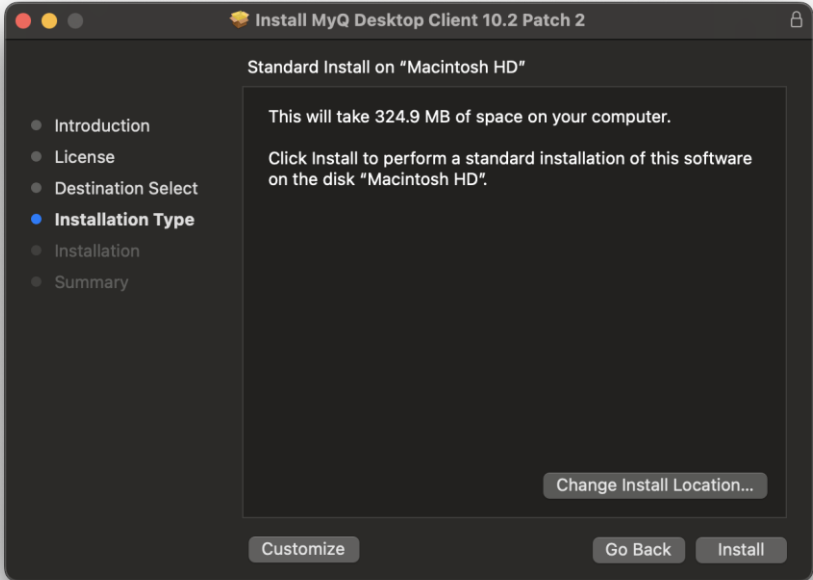 Install MyQ Desktop Client 10.2 Patch 2
Standard Install on “Macintosh HD”
Introduction
License
Destination Select
Installation Type
Installation
Summary
This will take 324.9 MB of space on your computer.
Click Install to perform a standard installation of this software
on the disk “Macintosh HD”.
Change Install Location...
Customize
Go Back
Install